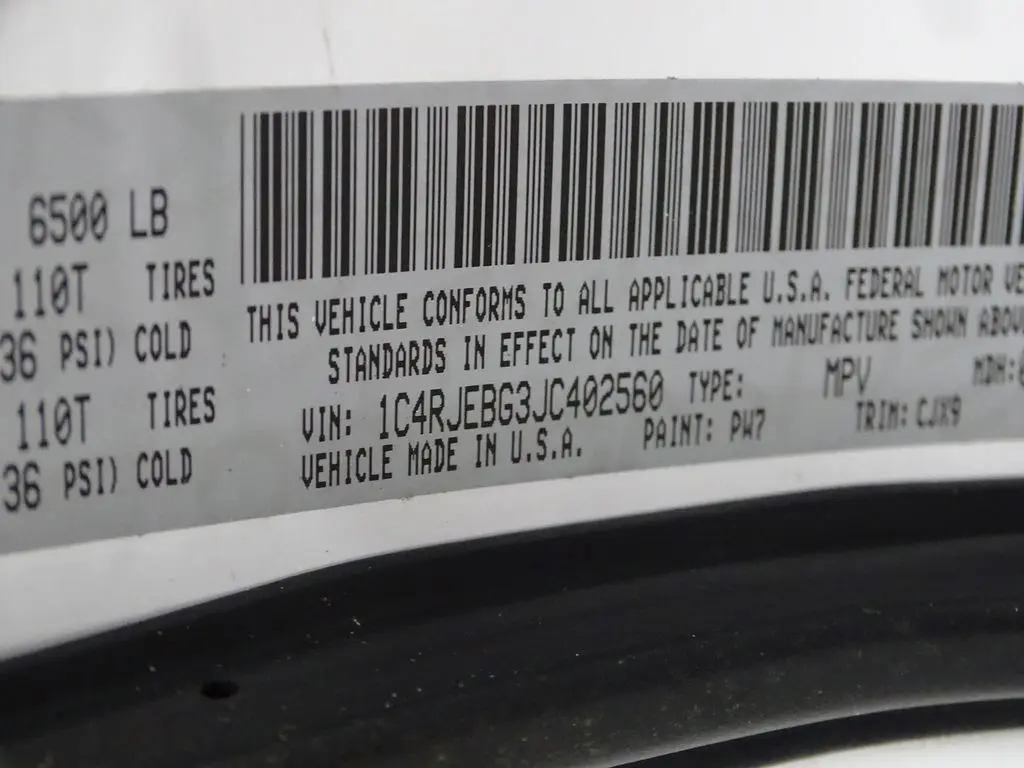 6500 LB
110T TIRES
36 PSI) COLD
110T TIRES
36 PSI) COLD
THIS VEHICLE CONFORMS TO ALL APPLICABLE U.S.A. FEDERAL MOTOR VE
STANDARDS IN EFFECT ON THE DATE OF MANUFACTURE SHOWN ABOV
VIN: 1C4RJEBG3JC402560 TYPE: MPV MDH:0
VEHICLE MADE IN U.S.A. PAINT: PW7 TRIM: CJX9